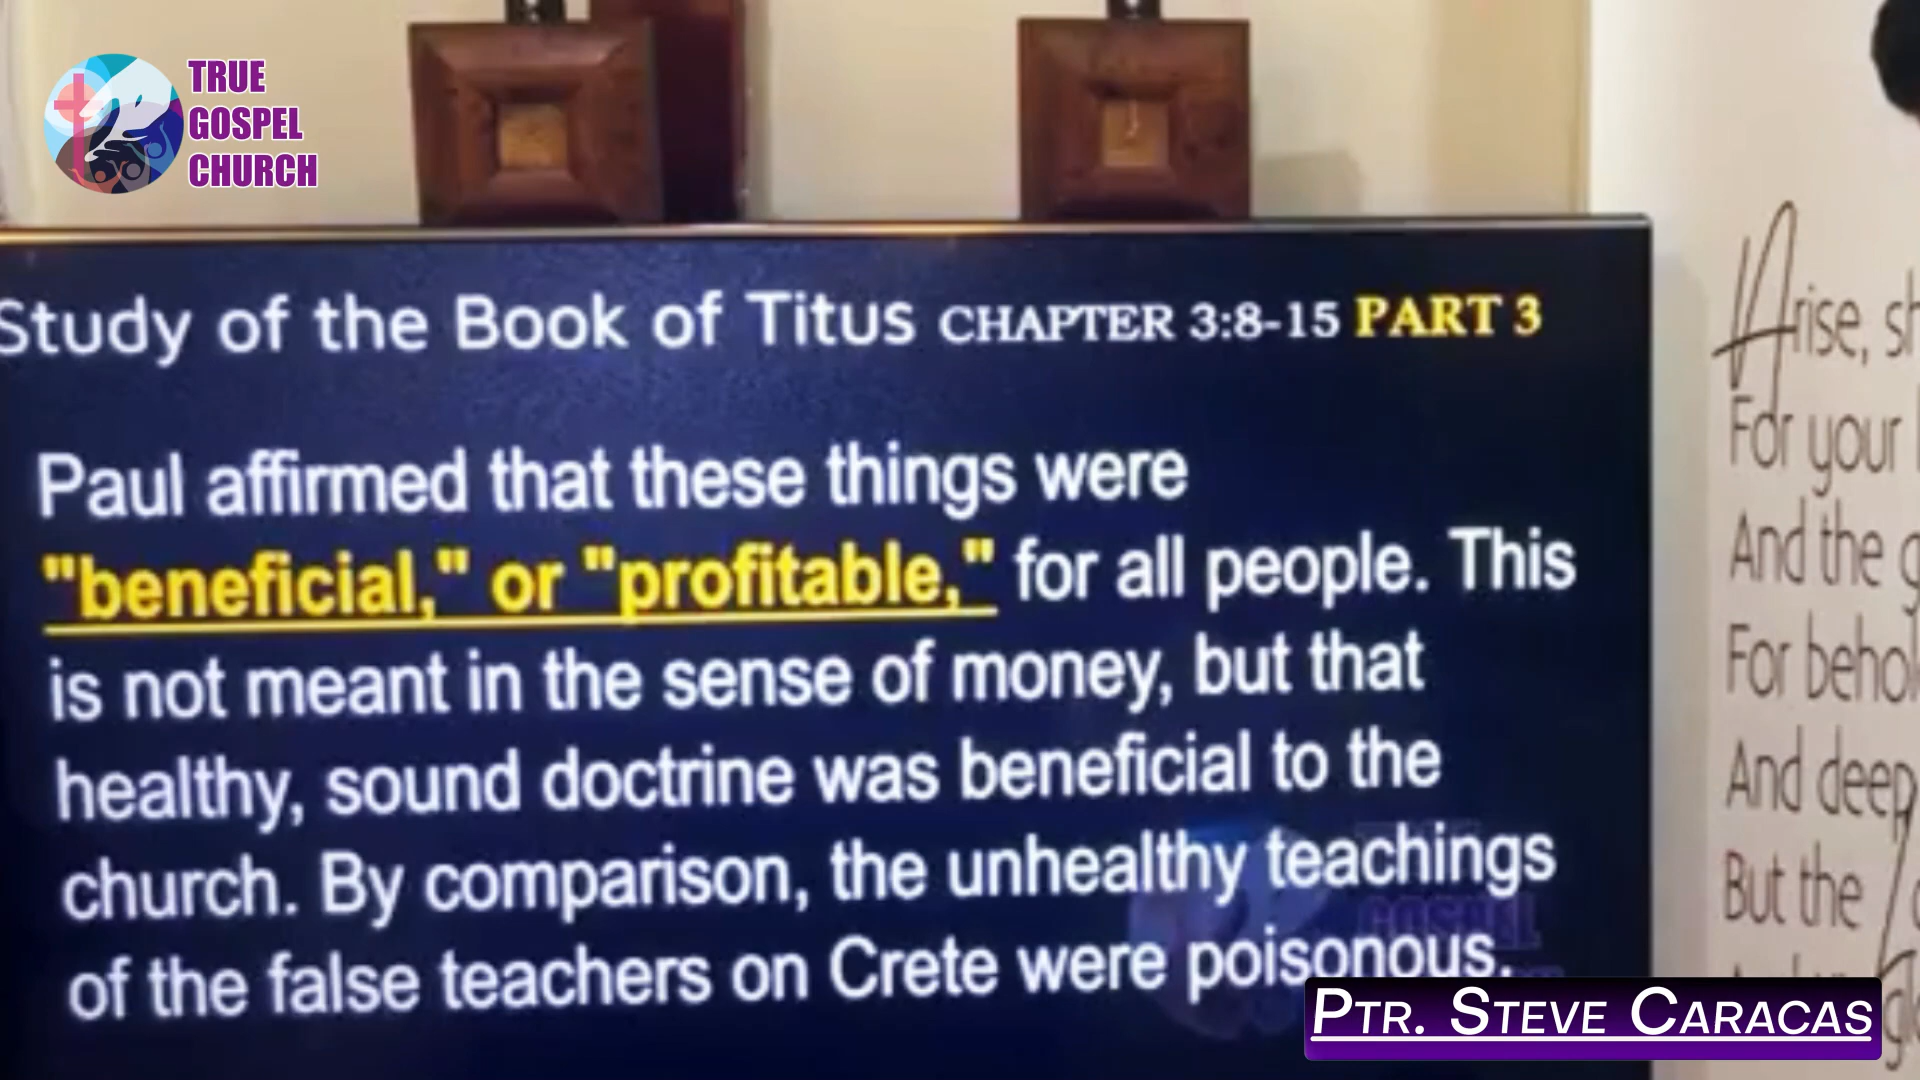 TRUE
GOSPEL
CHURCH
Study of the Book of Titus CHAPTER 3:8-15 PART 3
Paul affirmed that these things were
"beneficial," or "profitable," for all people. This
is not meant in the sense of money, but that
healthy, sound doctrine was beneficial to the
church. By comparison, the unhealthy teachings
of the false teachers on Crete were poisonous.
PTR. STEVE CARACAS
Arise,
For your
And the
For
And deep
But the